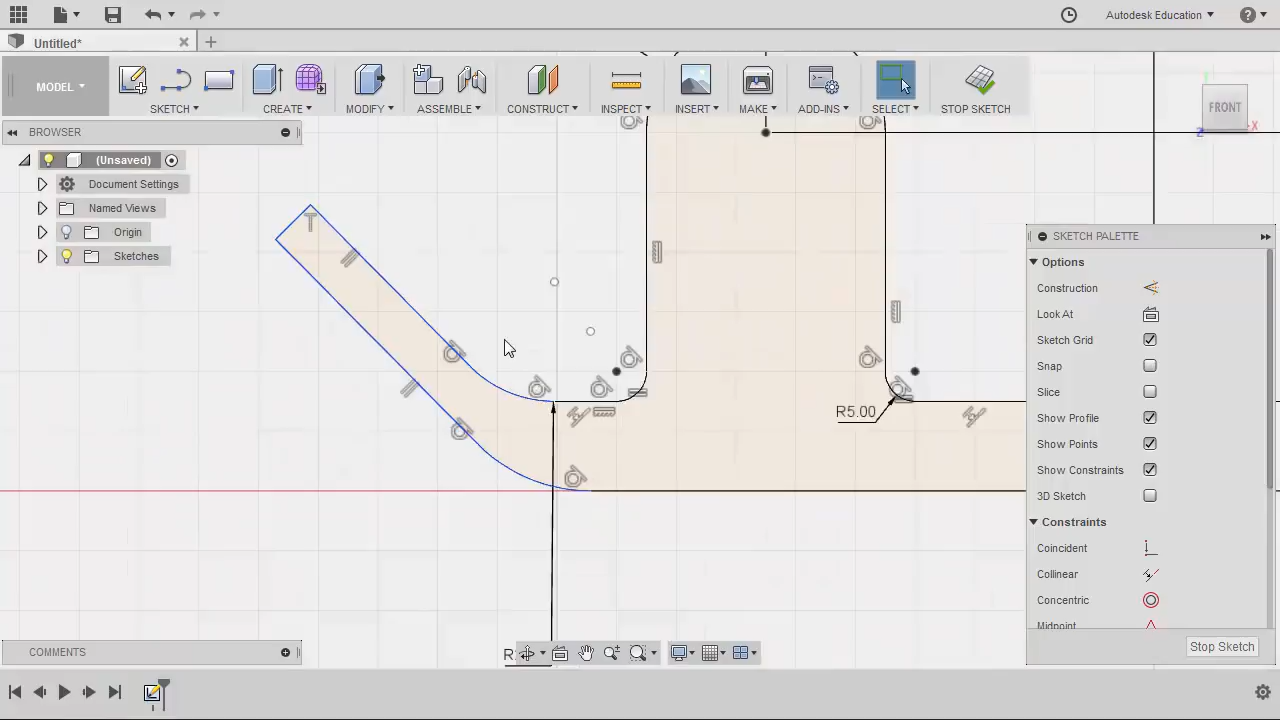 Autodesk Education
Untitled*
MODEL
SKETCH
CREATE
MODIFY
ASSEMBLE
CONSTRUCT
INSPECT
INSERT
MAKE
ADD-INS
SELECT
STOP SKETCH
FRONT
X
Z
BROWSER
(Unsaved)
Document Settings
Named Views
Origin
Sketches
R5.00
SKETCH PALETTE
Options
Construction
Look At
Sketch Grid
Snap
Slice
Show Profile
Show Points
Show Constraints
3D Sketch
Constraints
Coincident
Collinear
Concentric
Midpoint
Stop Sketch
COMMENTS